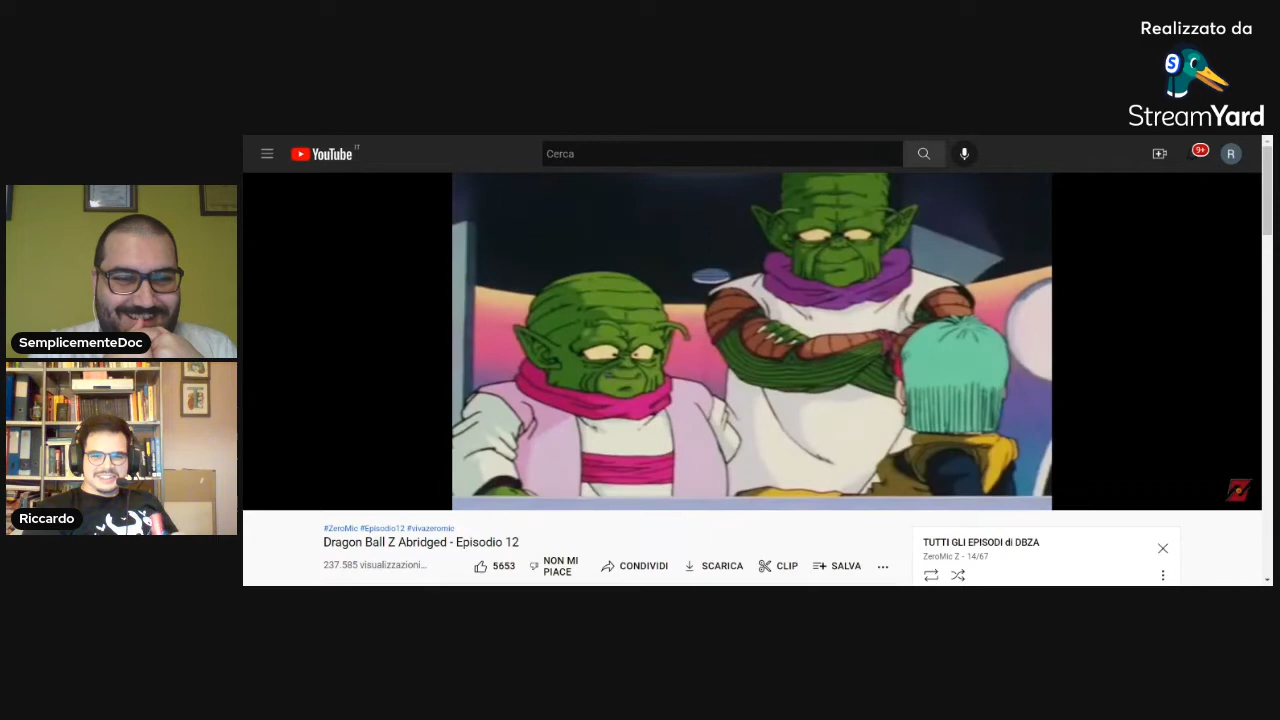 Realizzato da
S
StreamYard
YouTube IT
Cerca
9+
R
SemplicementeDoc
Riccardo
#ZeroMic #Episodio12 #vivazeromic
Dragon Ball Z Abridged - Episodio 12
237.585 visualizzazioni...
5653
NON MI
PIACE
CONDIVIDI
SCARICA
CLIP
SALVA
TUTTI GLI EPISODI di DBZA
ZeroMic Z - 14/67